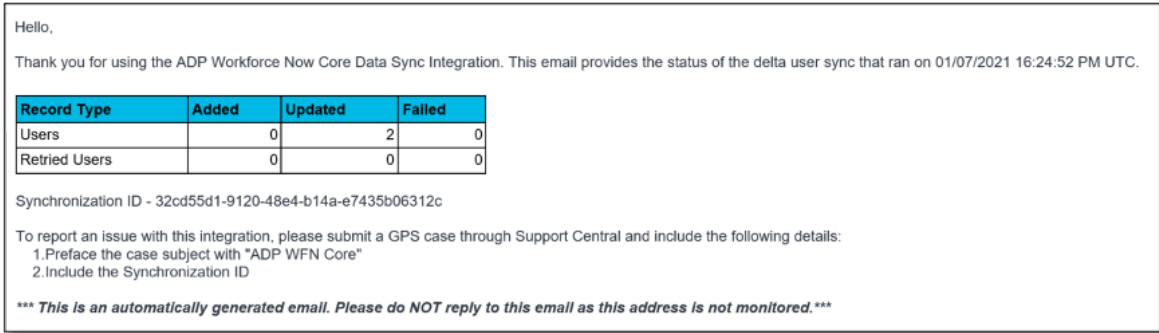 Hello,
Thank you for using the ADP Workforce Now Core Data Sync Integration. This email provides the status of the delta user sync that ran on 01/07/2021 16:24:52 PM UTC.
Record Type Added Updated Failed
Users 0 2 0
Retried Users 0 0 0
Synchronization ID - 32cd55d1-9120-48e4-b14a-e7435b06312c
To report an issue with this integration, please submit a GPS case through Support Central and include the following details:
1.Preface the case subject with "ADP WFN Core"
2.Include the Synchronization ID
*** This is an automatically generated email. Please do NOT reply to this email as this address is not monitored.***